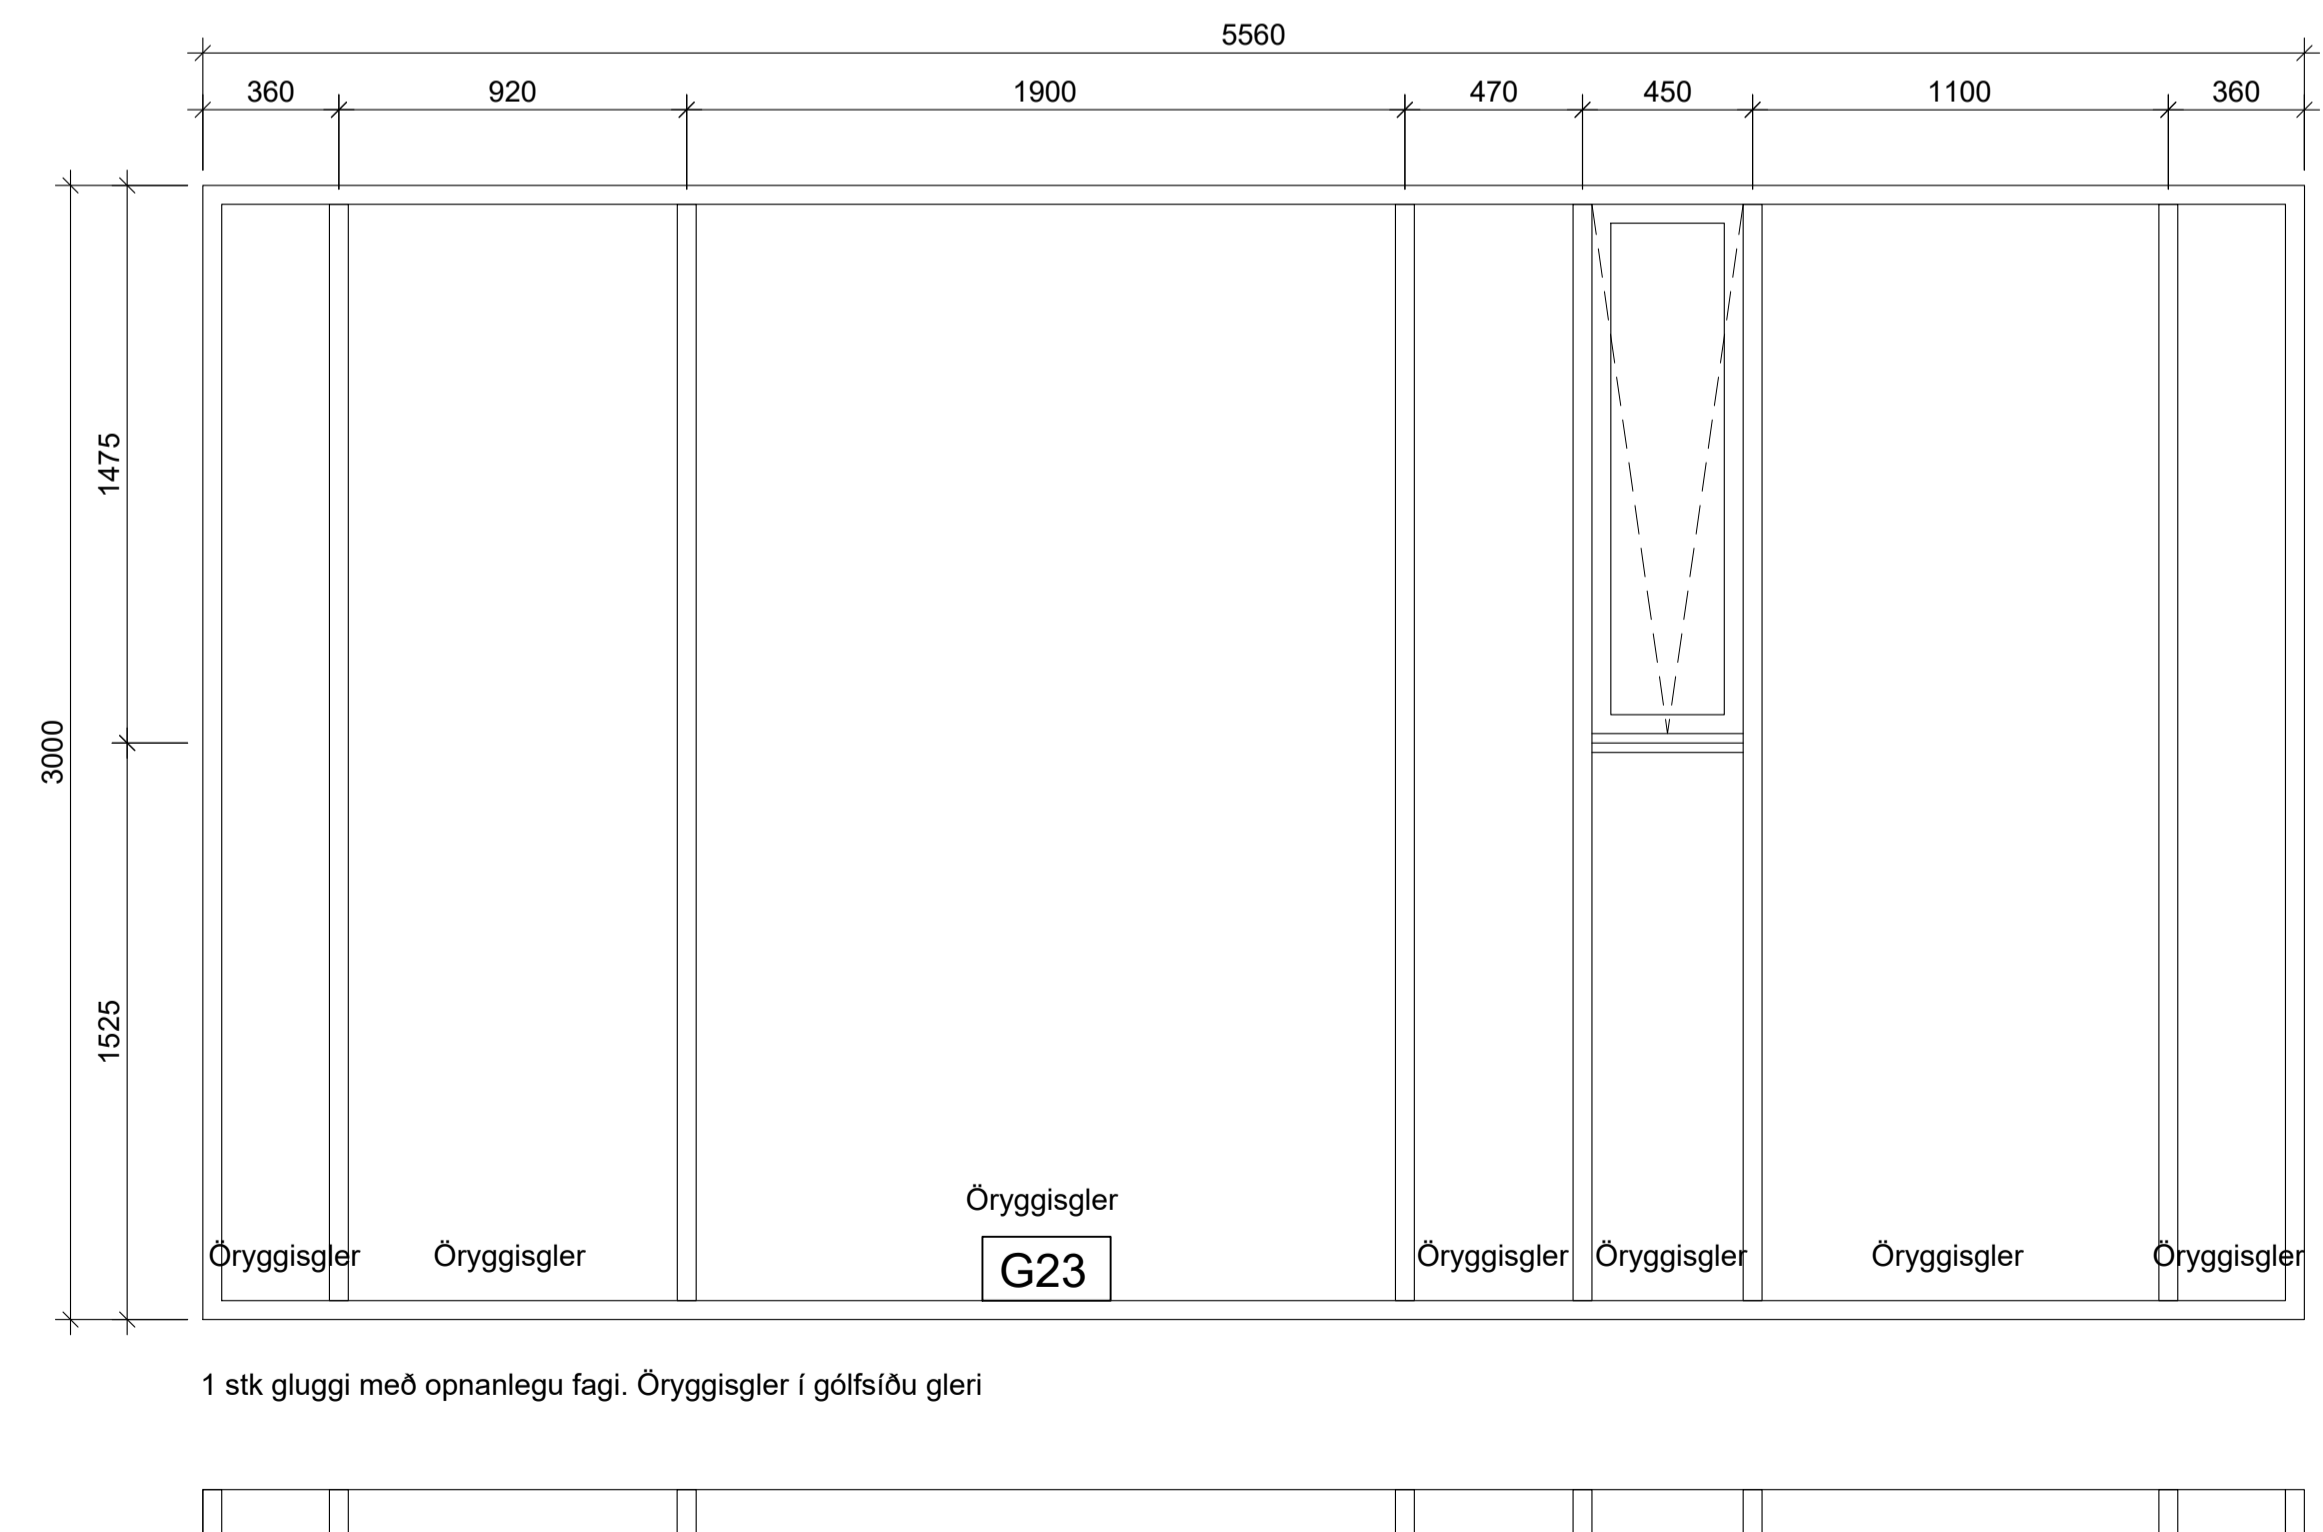 5560
360 920 1900 470 450 1100 360
1475
3000
1525
Öryggisgler
Öryggisgler Öryggisgler G23 Öryggisgler Öryggisgler Öryggisgler Öryggisgler
1 stk gluggi með opnanlegu fagi. Öryggisgler í gólfsíðu gleri